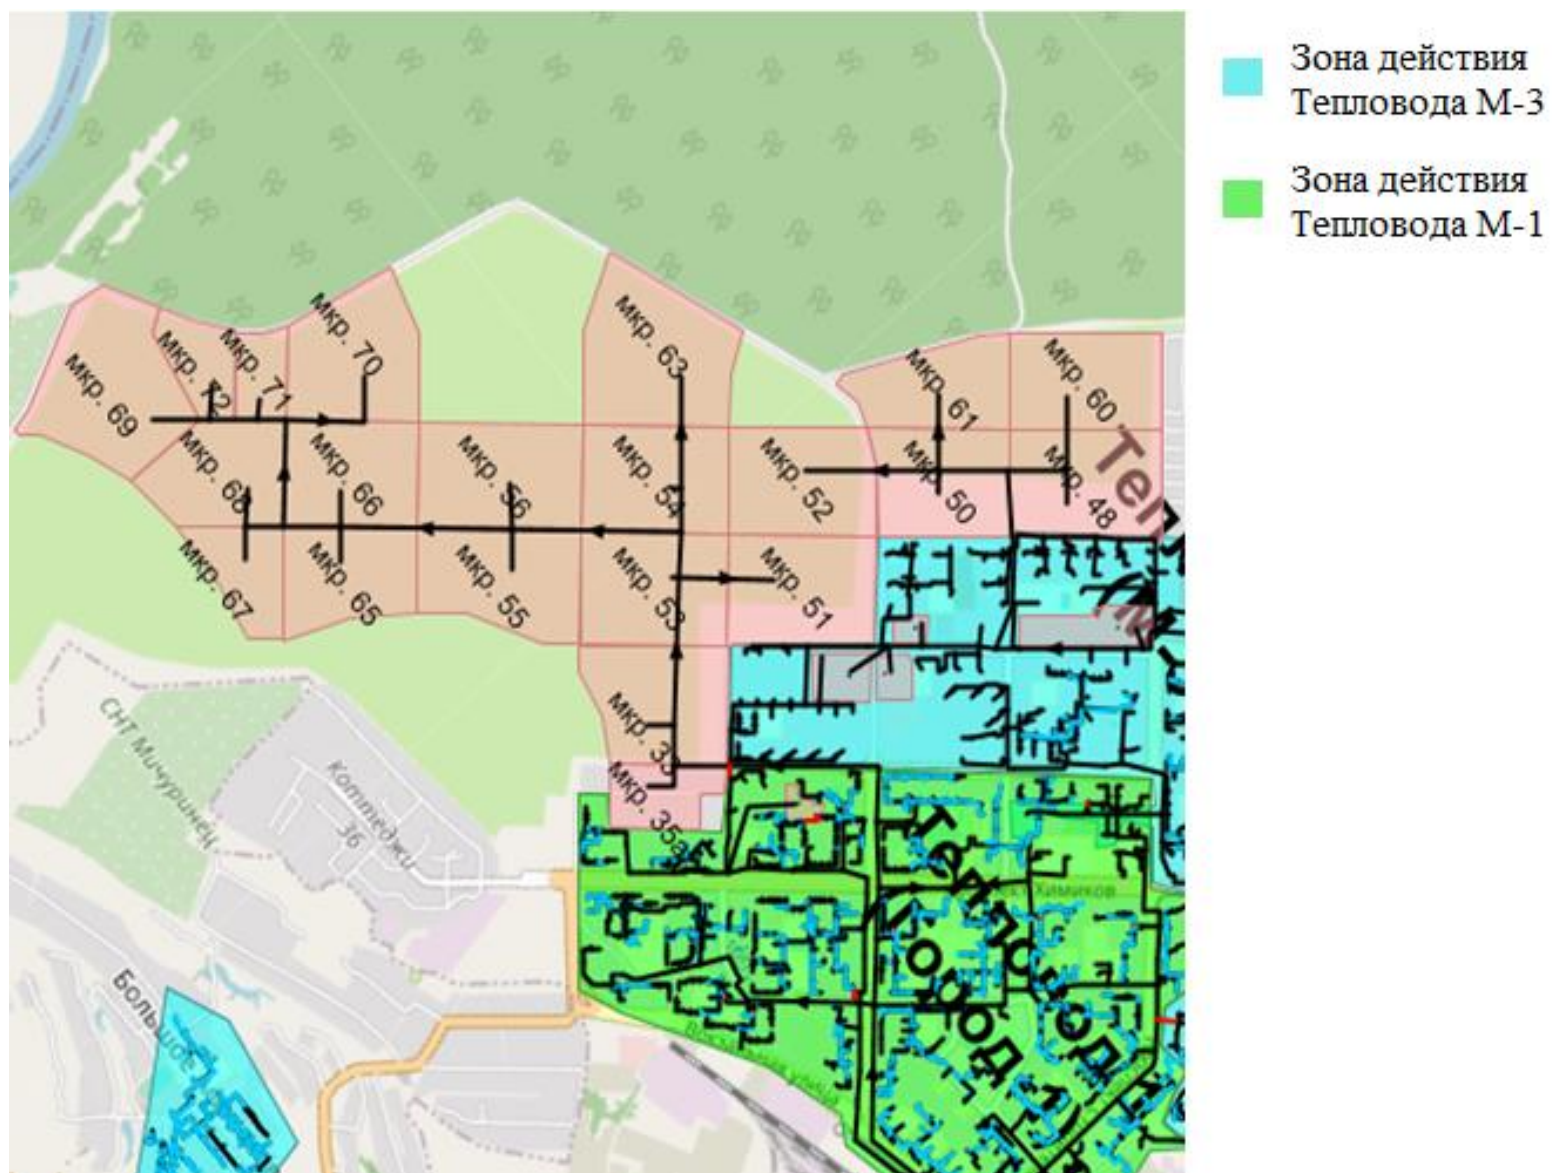 Зона действия
Тепловода М-3
Зона действия
Тепловода М-1
мкр. 70
мкр. 63
мкр. 72
мкр. 71
мкр. 69
мкр. 61
мкр. 60
мкр. 68
мкр. 66
мкр. 56
мкр. 54
мкр. 52
мкр. 50
мкр. 48
мкр. 67
мкр. 65
мкр. 55
мкр. 53
мкр. 51
мкр. 33
мкр. 35а
СНТ Мичуринец
коттеджи
36
Химиков
Тепловод